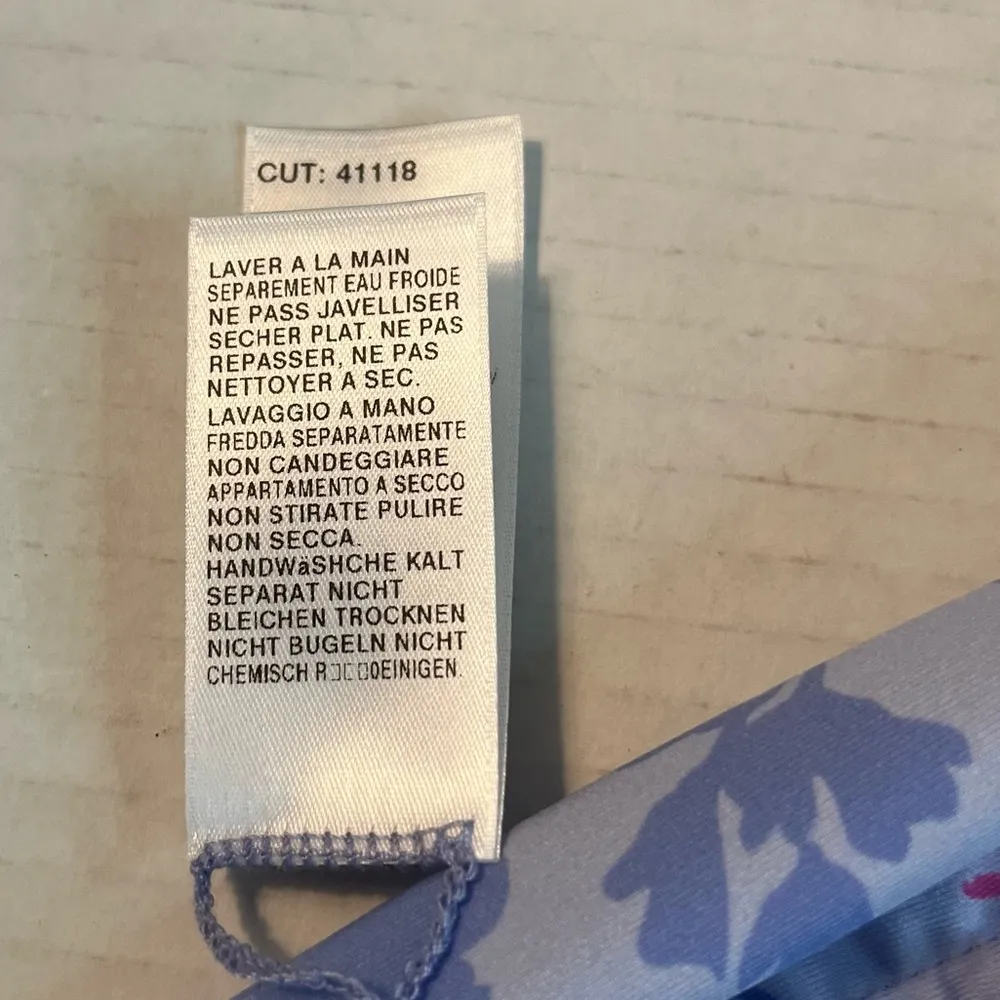 CUT: 41118
LAVER A LA MAIN
SEPAREMENT EAU FROIDE
NE PASS JAVELLISER
SECHER PLAT. NE PAS
REPASSER, NE PAS
NETTOYER A SEC.
LAVAGGIO A MANO
FREDDA SEPARATAMENTE
NON CANDEGGIARE
APPARTAMENTO A SECCO
NON STIRATE PULIRE
NON SECCA.
HANDWäSHCHE KALT
SEPARAT NICHT
BLEICHEN TROCKNEN
NICHT BUGELN NICHT
CHEMISCH R□□□0EINIGEN.